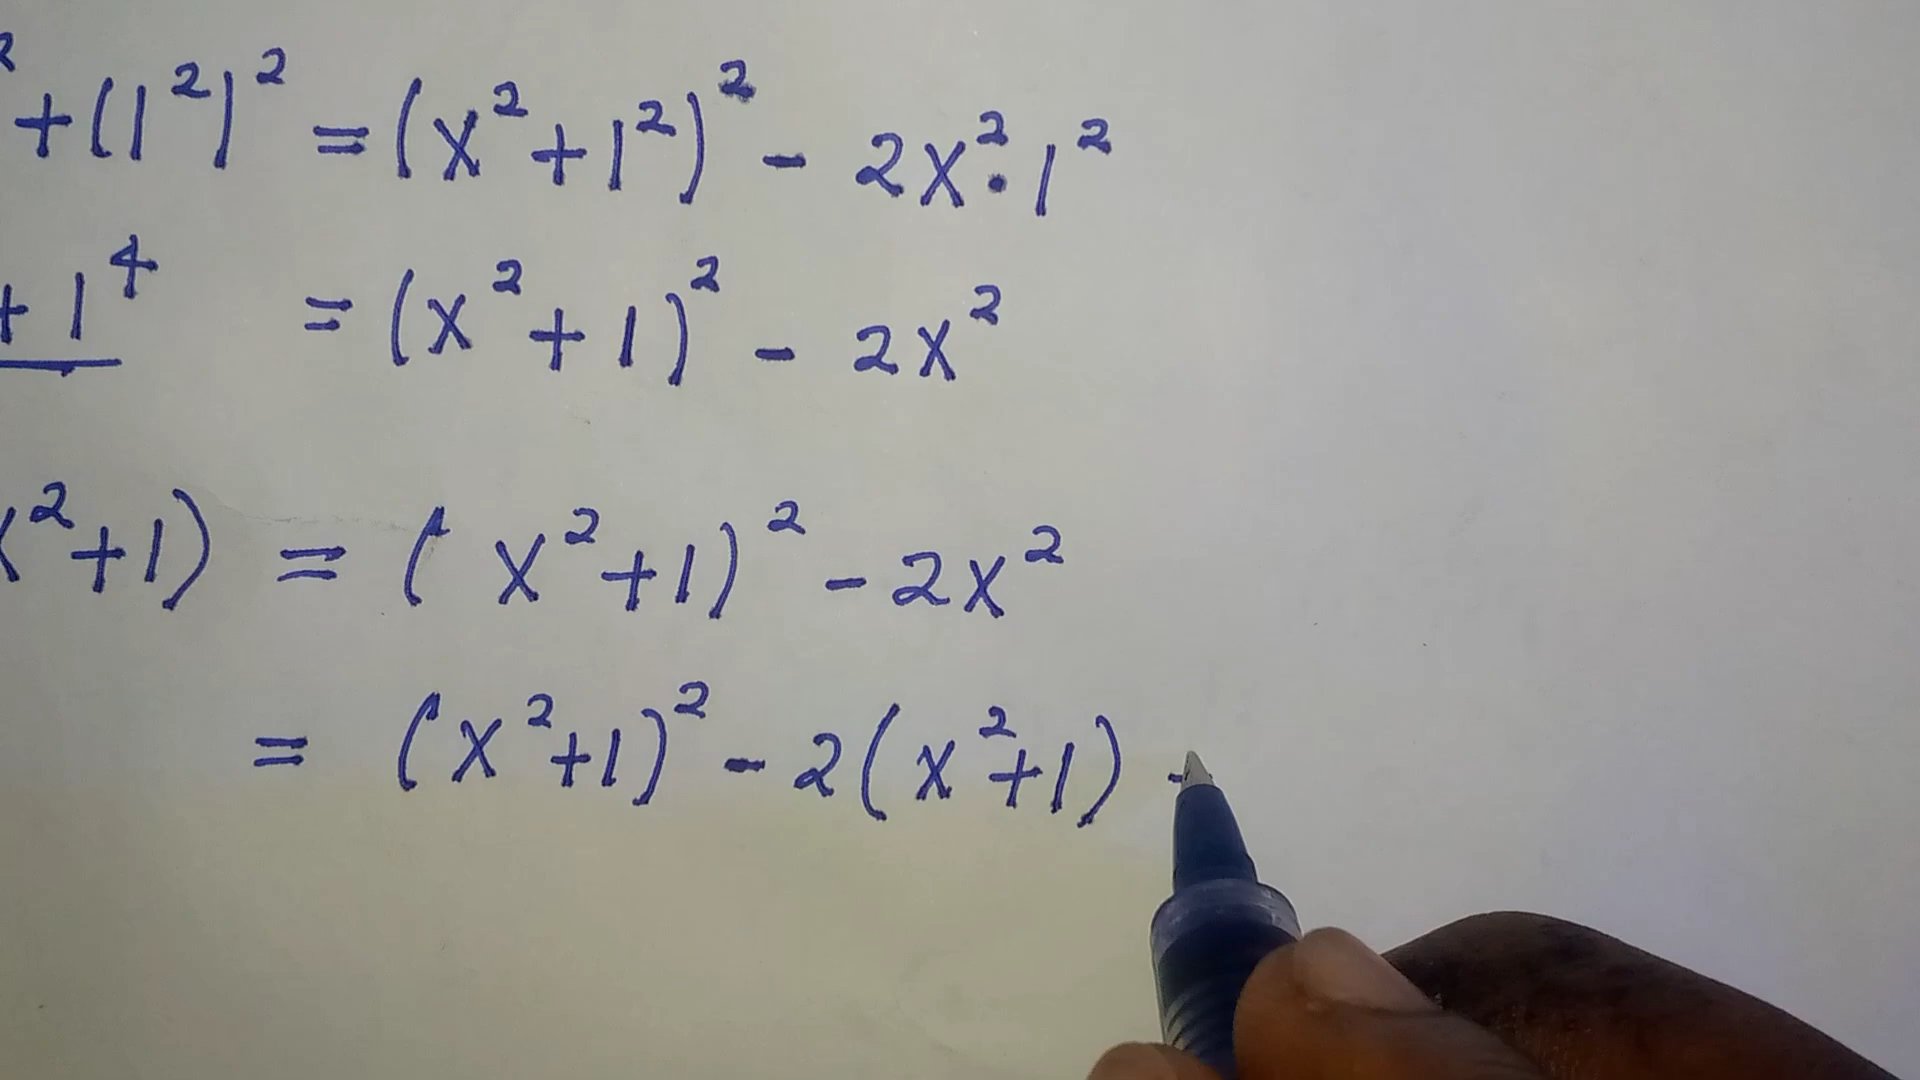 ² + (1²)² = (x² + 1²)² - 2x² · 1²
+ 1⁴ = (x² + 1)² - 2x²
x² + 1) = (x² + 1)² - 2x²
= (x² + 1)² - 2(x² + 1) +